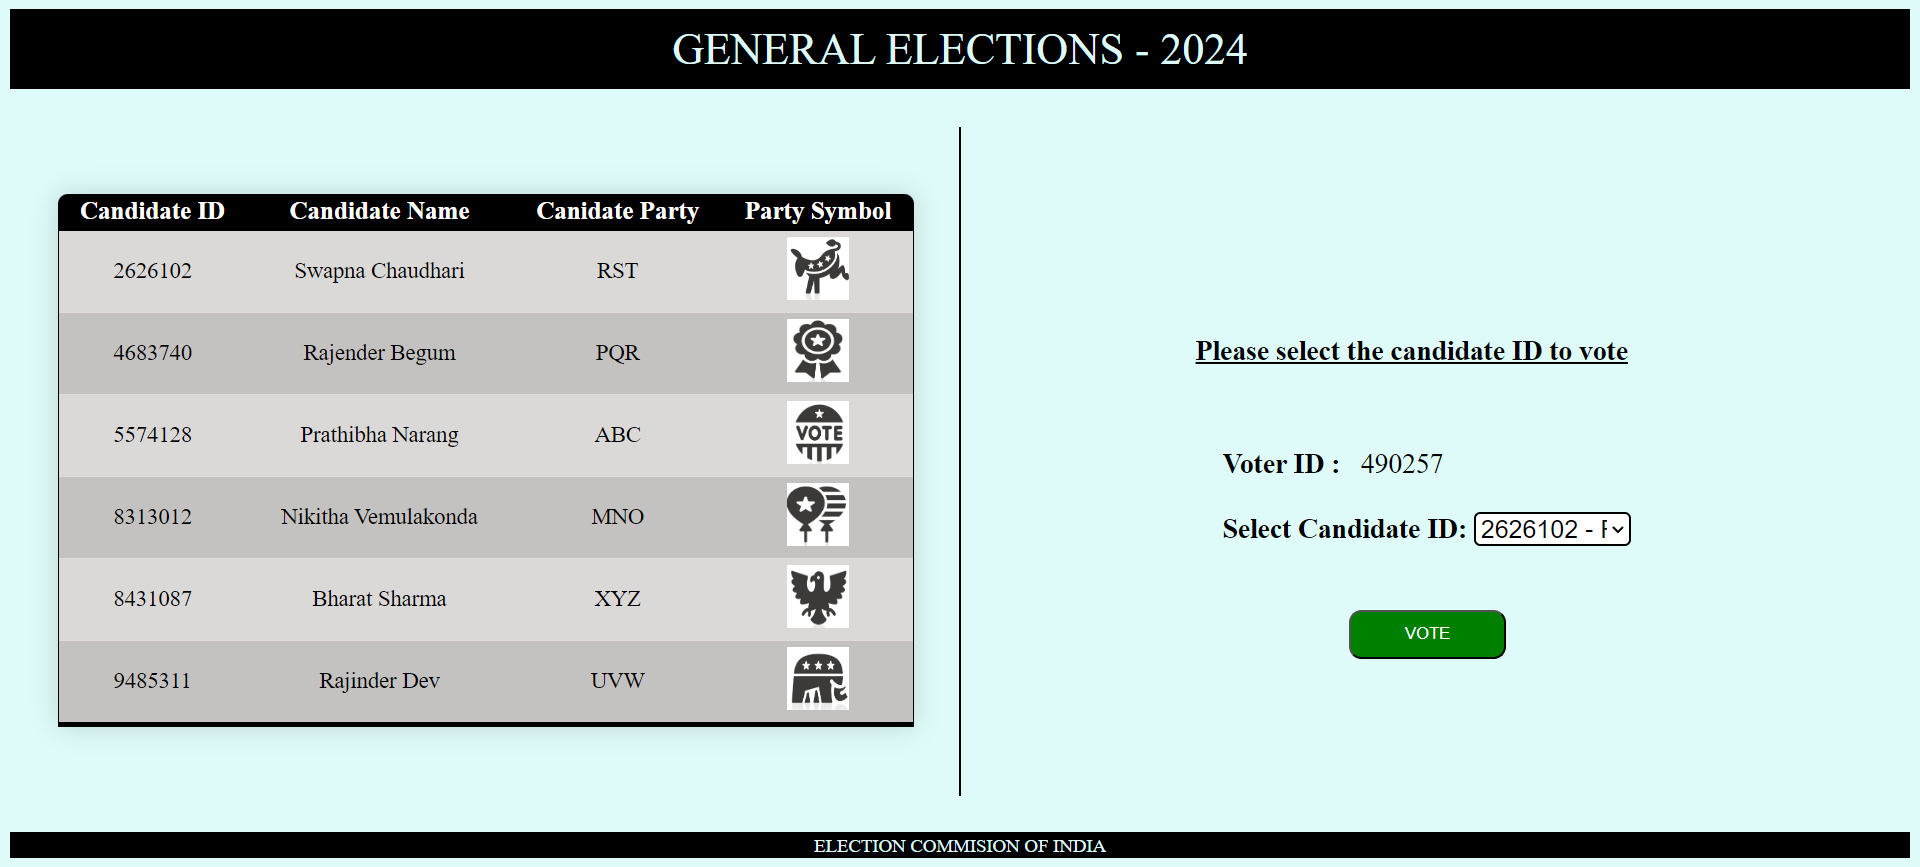 GENERAL ELECTIONS - 2024
Candidate ID Candidate Name Canidate Party Party Symbol
2626102 Swapna Chaudhari RST
4683740 Rajender Begum PQR
5574128 Prathibha Narang ABC
VOTE
8313012 Nikitha Vemulakonda MNO
8431087 Bharat Sharma XYZ
9485311 Rajinder Dev UVW
Please select the candidate ID to vote
Voter ID : 490257
Select Candidate ID: 2626102 -
VOTE
ELECTION COMMISION OF INDIA